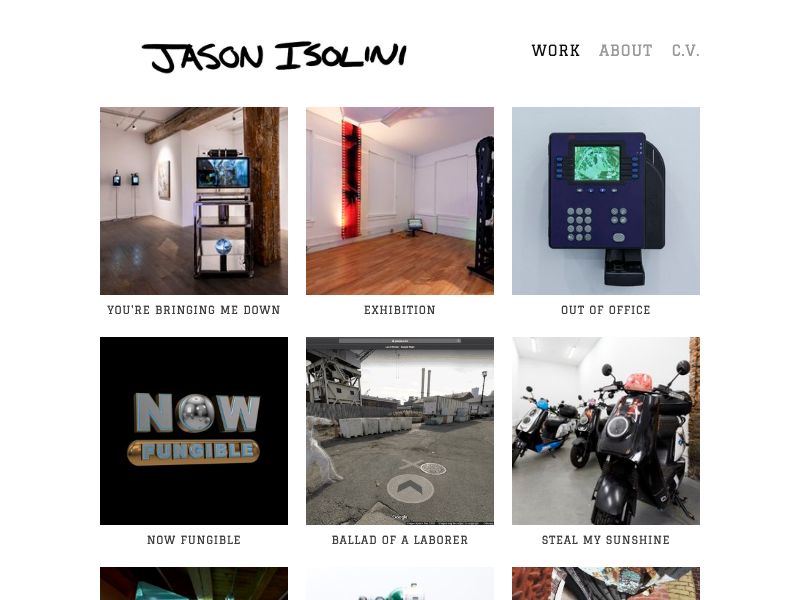 JASON ISOLINI
WORK ABOUT C.V.
YOU'RE BRINGING ME DOWN
EXHIBITION
OUT OF OFFICE
NOW
FUNGIBLE
Google
NOW FUNGIBLE
BALLAD OF A LABORER
STEAL MY SUNSHINE